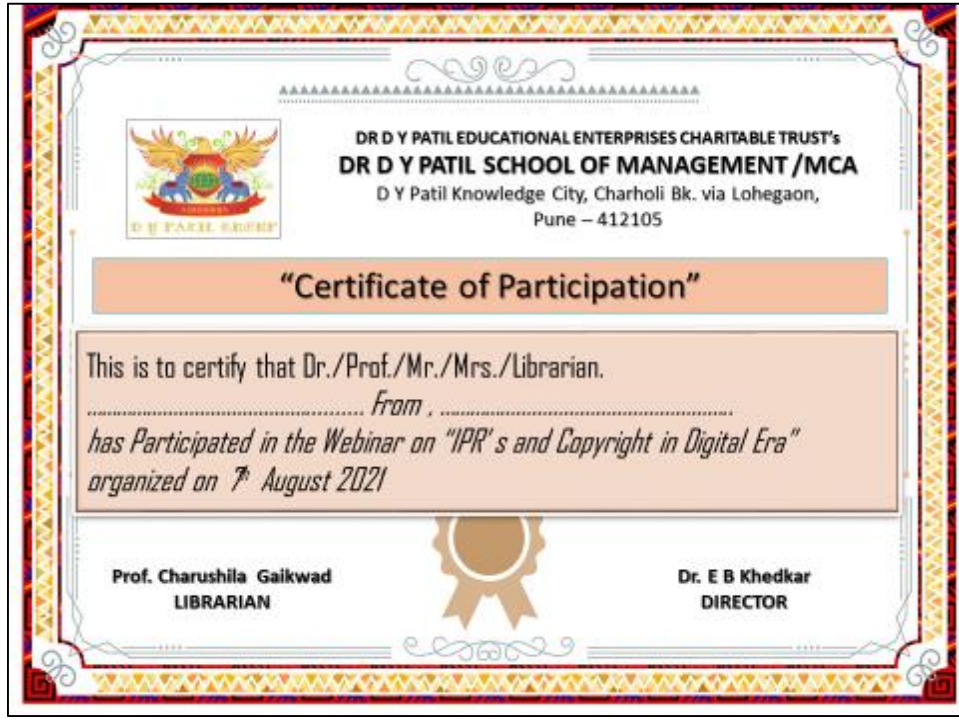 DR D Y PATIL EDUCATIONAL ENTERPRISES CHARITABLE TRUST's
DR D Y PATIL SCHOOL OF MANAGEMENT /MCA
D Y Patil Knowledge City, Charholi Bk. via Lohegaon,
Pune – 412105
D Y PATIL GROUP
“Certificate of Participation”
This is to certify that Dr./Prof./Mr./Mrs./Librarian.
.................................................... From , ......................................................
has Participated in the Webinar on “IPR' s and Copyright in Digital Era”
organized on 7th August 2021
Prof. Charushila Gaikwad
LIBRARIAN
Dr. E B Khedkar
DIRECTOR